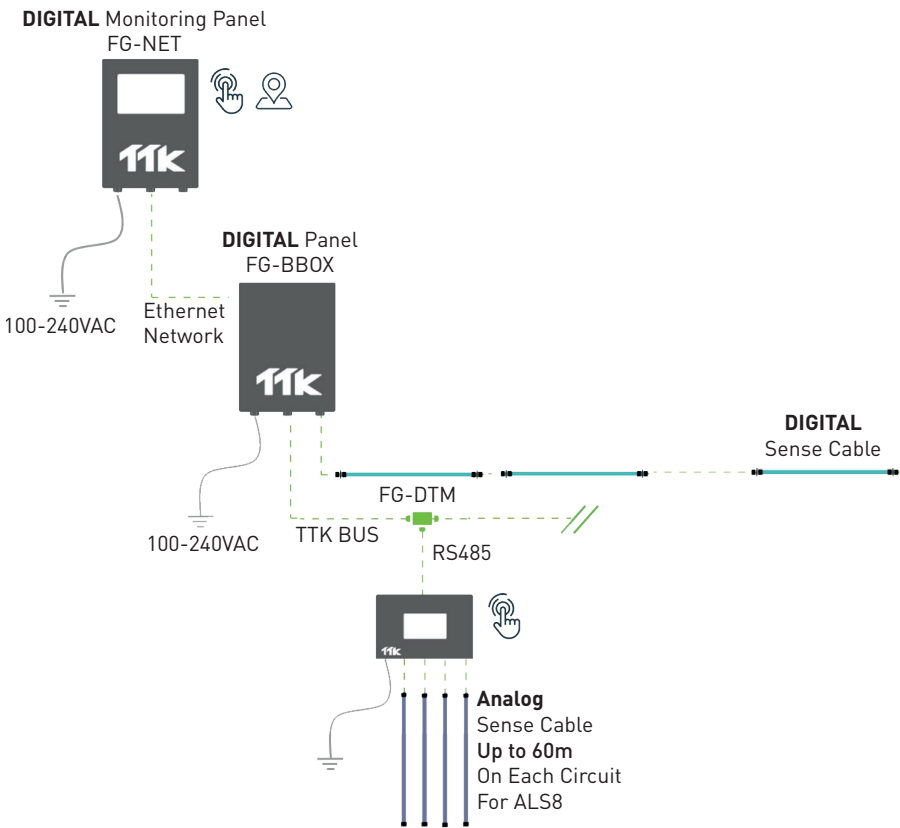 DIGITAL Monitoring Panel
FG-NET
TTK
100-240VAC
Ethernet
Network
DIGITAL Panel
FG-BBOX
TTK
100-240VAC
DIGITAL
Sense Cable
FG-DTM
TTK BUS
RS485
TTK
Analog
Sense Cable
Up to 60m
On Each Circuit
For ALS8